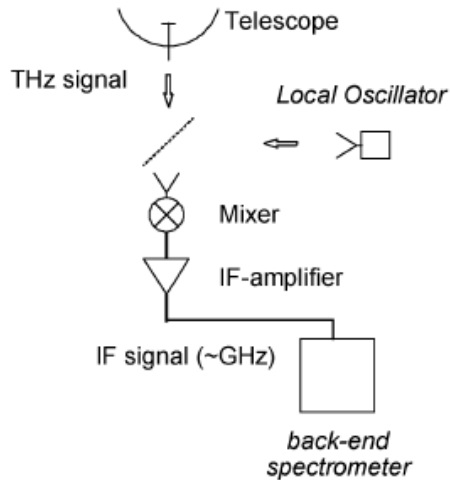 Telescope
THz signal
Local Oscillator
Mixer
IF-amplifier
IF signal (~GHz)
back-end
spectrometer